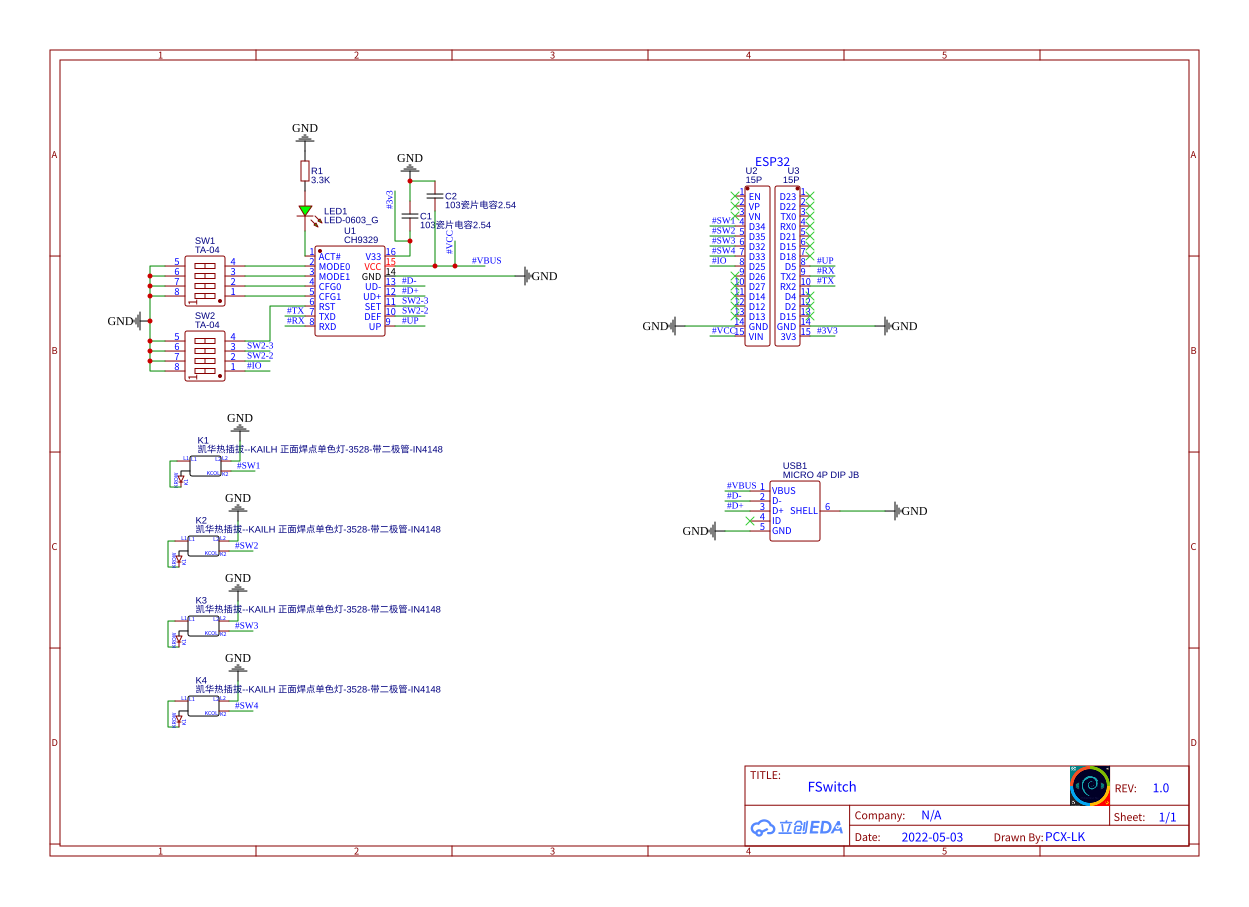 1 2 3 4 5
A A
B B
C C
D D
GND
R1
3.3K
LED1
LED-0603_G
GND
#3v3
C2
103瓷片电容2.54
C1
103瓷片电容2.54
#VCC
#VBUS
U1
CH9329
1 ACT# V33 16
2 MODE0 VCC 15
3 MODE1 GND 14
4 CFG0 UD- 13 #D-
5 CFG1 UD+ 12 #D+
6 RST SET 11 SW2-3
#TX 7 TXD DEF 10 SW2-2
#RX 8 RXD UP 9 #UP
GND
SW1
TA-04
5 4
6 3
7 2
8 1
1
GND
SW2
TA-04
5 4
6 3 SW2-3
7 2 SW2-2
8 1 #IO
1
ESP32
U2
15P
1 EN
2 VP
3 VN
#SW1 4 D34
#SW2 5 D35
#SW3 6 D32
#SW4 7 D33
#IO 8 D25
9 D26
10 D27
11 D14
12 D12
13 D13
GND 14 GND
#VCC 15 VIN
U3
15P
D23 1
D22 2
TX0 3
RX0 4
D21 5
D15 6
D18 7
D5 8 #UP
TX2 9 #RX
RX2 10 #TX
D4 11
D2 12
D15 13
GND 14 GND
3V3 15 #3V3
GND
K1
凯华热插拔--KAILH 正面焊点单色灯-3528-带二极管-IN4148
#SW1
GND
K2
凯华热插拔--KAILH 正面焊点单色灯-3528-带二极管-IN4148
#SW2
GND
K3
凯华热插拔--KAILH 正面焊点单色灯-3528-带二极管-IN4148
#SW3
GND
K4
凯华热插拔--KAILH 正面焊点单色灯-3528-带二极管-IN4148
#SW4
USB1
MICRO 4P DIP JB
#VBUS 1 VBUS
#D- 2 D-
#D+ 3 D+ SHELL 6 GND
4 ID
GND 5 GND
TITLE:
FSwitch
REV: 1.0
立创EDA
Company: N/A
Sheet: 1/1
Date: 2022-05-03 Drawn By: PCX-LK
1 2 3 4 5